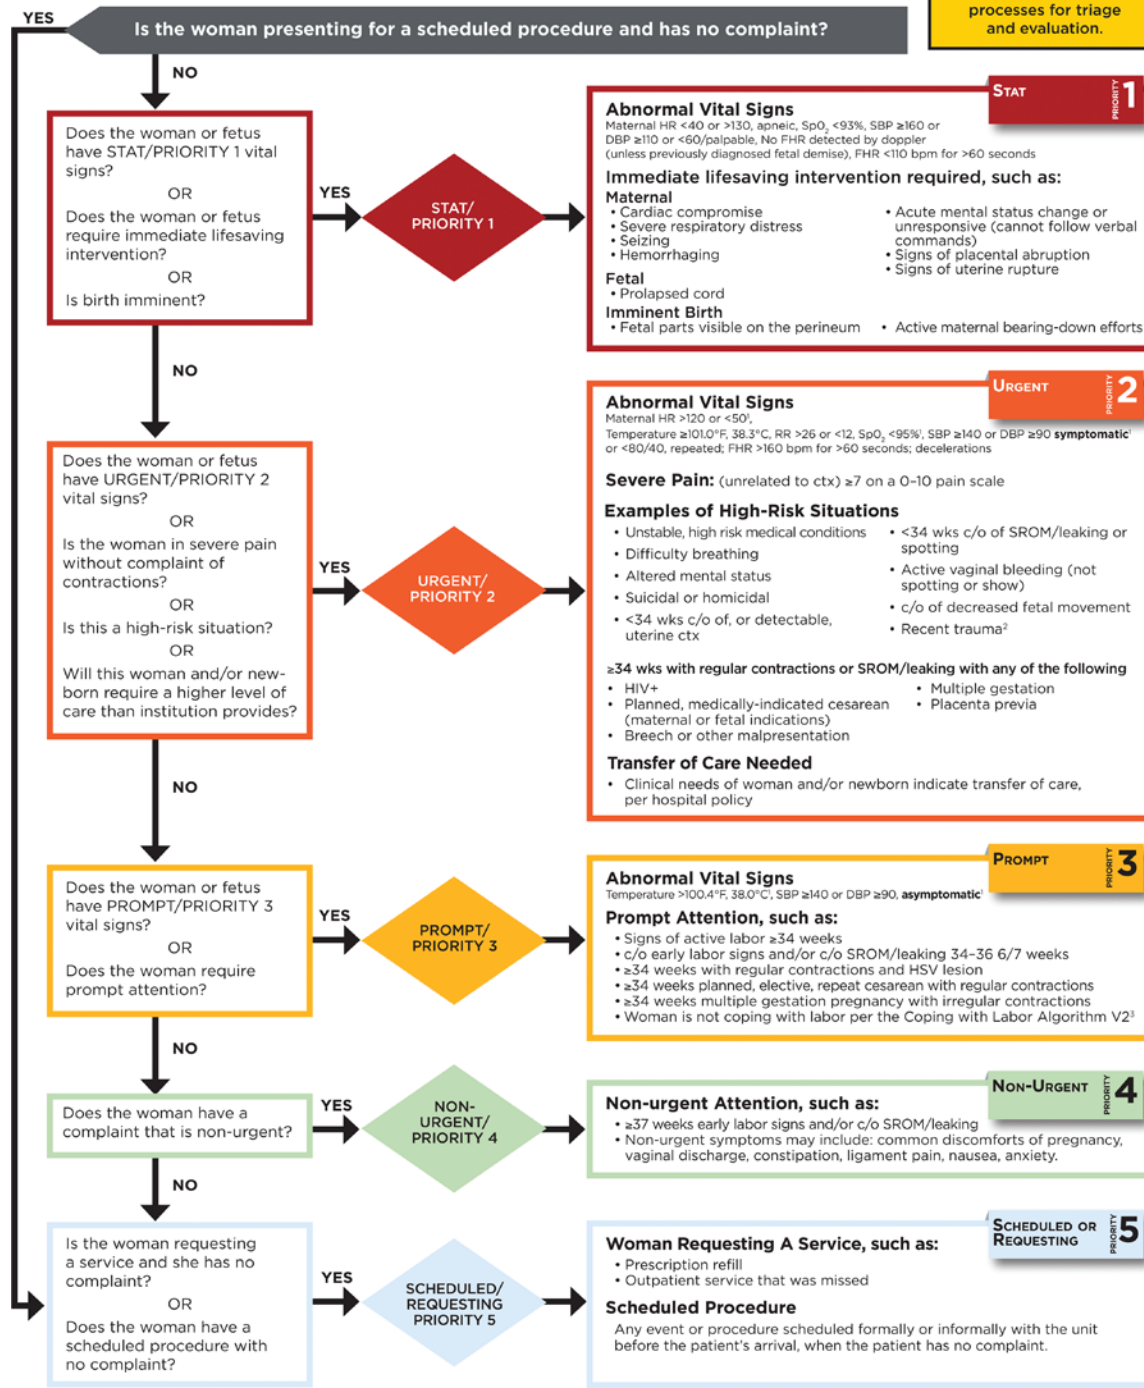 YES
Is the woman presenting for a scheduled procedure and has no complaint?
processes for triage
and evaluation.
NO
Does the woman or fetus
have STAT/PRIORITY 1 vital
signs?
OR
Does the woman or fetus
require immediate lifesaving
intervention?
OR
Is birth imminent?
YES
STAT/
PRIORITY 1
STAT
PRIORITY 1
Abnormal Vital Signs
Maternal HR <40 or >130, apneic, SpO₂ <93%, SBP ≥160 or
DBP ≥110 or <60/palpable, No FHR detected by doppler
(unless previously diagnosed fetal demise), FHR <110 bpm for >60 seconds
Immediate lifesaving intervention required, such as:
Maternal
• Cardiac compromise
• Severe respiratory distress
• Seizing
• Hemorrhaging
• Acute mental status change or
unresponsive (cannot follow verbal
commands)
• Signs of placental abruption
• Signs of uterine rupture
Fetal
• Prolapsed cord
Imminent Birth
• Fetal parts visible on the perineum
• Active maternal bearing-down efforts
NO
Does the woman or fetus
have URGENT/PRIORITY 2
vital signs?
OR
Is the woman in severe pain
without complaint of
contractions?
OR
Is this a high-risk situation?
OR
Will this woman and/or new-
born require a higher level of
care than institution provides?
YES
URGENT/
PRIORITY 2
URGENT
PRIORITY 2
Abnormal Vital Signs
Maternal HR >120 or <50¹,
Temperature ≥101.0°F, 38.3°C, RR >26 or <12, SpO₂ <95%¹, SBP ≥140 or DBP ≥90 symptomatic¹
or <80/40, repeated; FHR >160 bpm for >60 seconds; decelerations
Severe Pain: (unrelated to ctx) ≥7 on a 0–10 pain scale
Examples of High-Risk Situations
• Unstable, high risk medical conditions
• Difficulty breathing
• Altered mental status
• Suicidal or homicidal
• <34 wks c/o of, or detectable,
uterine ctx
• <34 wks c/o of SROM/leaking or
spotting
• Active vaginal bleeding (not
spotting or show)
• c/o of decreased fetal movement
• Recent trauma²
≥34 wks with regular contractions or SROM/leaking with any of the following
• HIV+
• Planned, medically-indicated cesarean
(maternal or fetal indications)
• Breech or other malpresentation
• Multiple gestation
• Placenta previa
Transfer of Care Needed
• Clinical needs of woman and/or newborn indicate transfer of care,
per hospital policy
NO
Does the woman or fetus
have PROMPT/PRIORITY 3
vital signs?
OR
Does the woman require
prompt attention?
YES
PROMPT/
PRIORITY 3
PROMPT
PRIORITY 3
Abnormal Vital Signs
Temperature >100.4°F, 38.0°C¹, SBP ≥140 or DBP ≥90, asymptomatic¹
Prompt Attention, such as:
• Signs of active labor ≥34 weeks
• c/o early labor signs and/or c/o SROM/leaking 34–36 6/7 weeks
• ≥34 weeks with regular contractions and HSV lesion
• ≥34 weeks planned, elective, repeat cesarean with regular contractions
• ≥34 weeks multiple gestation pregnancy with irregular contractions
• Woman is not coping with labor per the Coping with Labor Algorithm V2³
NO
Does the woman have a
complaint that is non-urgent?
YES
NON-
URGENT/
PRIORITY 4
NON-URGENT
PRIORITY 4
Non-urgent Attention, such as:
• ≥37 weeks early labor signs and/or c/o SROM/leaking
• Non-urgent symptoms may include: common discomforts of pregnancy,
vaginal discharge, constipation, ligament pain, nausea, anxiety.
NO
Is the woman requesting
a service and she has no
complaint?
OR
Does the woman have a
scheduled procedure with
no complaint?
YES
SCHEDULED/
REQUESTING
PRIORITY 5
SCHEDULED OR
REQUESTING
PRIORITY 5
Woman Requesting A Service, such as:
• Prescription refill
• Outpatient service that was missed
Scheduled Procedure
Any event or procedure scheduled formally or informally with the unit
before the patient's arrival, when the patient has no complaint.